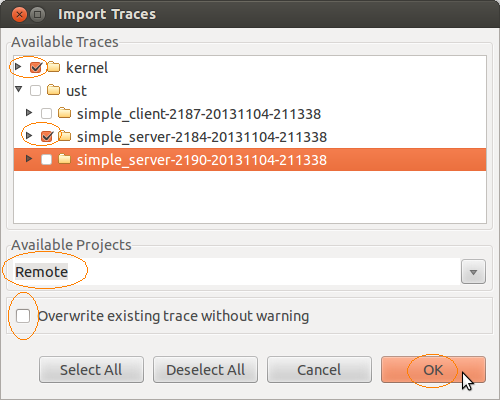 Import Traces
Available Traces
kernel
ust
simple_client-2187-20131104-211338
simple_server-2184-20131104-211338
simple_server-2190-20131104-211338
Available Projects
Remote
Overwrite existing trace without warning
Select All
Deselect All
Cancel
OK